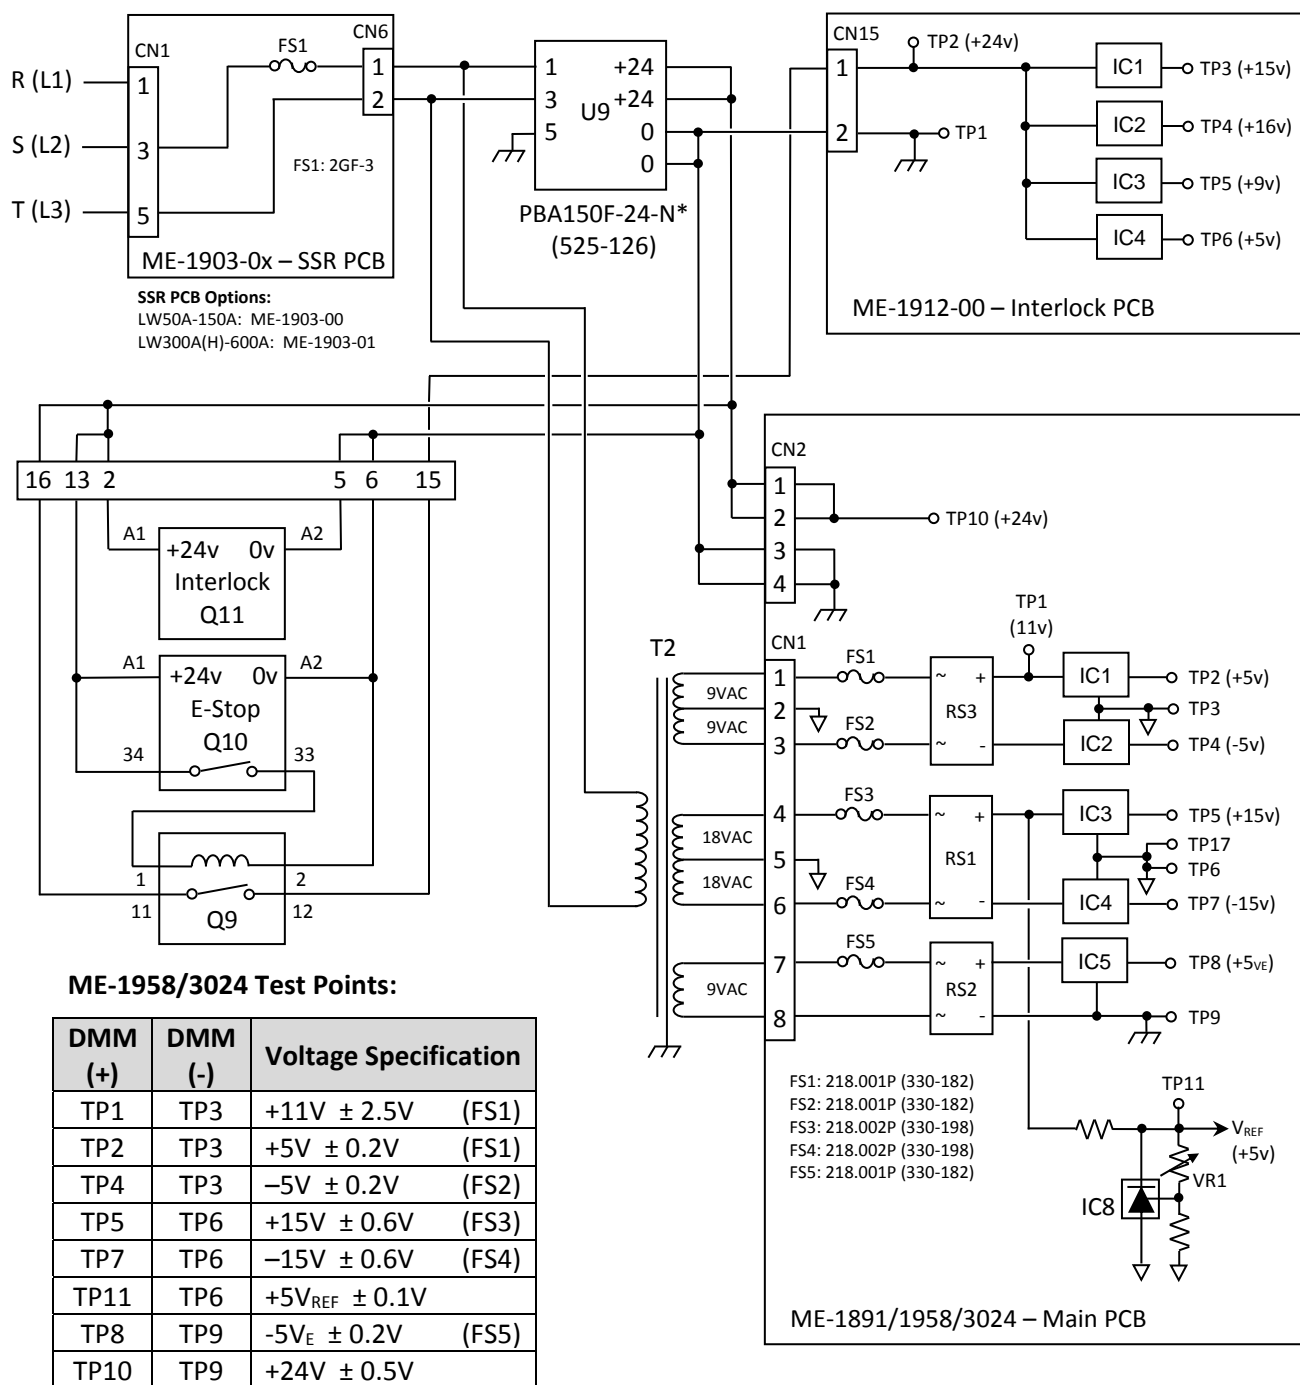 CN1
FS1
CN6
R (L1)
S (L2)
T (L3)
1
3
5
1
2
FS1: 2GF-3
ME-1903-0x – SSR PCB
SSR PCB Options:
LW50A-150A: ME-1903-00
LW300A(H)-600A: ME-1903-01
1
3
5
U9
+24
+24
0
0
PBA150F-24-N*
(525-126)
CN15
1
2
TP2 (+24v)
TP1
IC1
TP3 (+15v)
IC2
TP4 (+16v)
IC3
TP5 (+9v)
IC4
TP6 (+5v)
ME-1912-00 – Interlock PCB
16 13 2 5 6 15
A1
+24v 0v
A2
Interlock
Q11
A1
+24v 0v
A2
E-Stop
Q10
34
33
1
2
11
12
Q9
CN2
1
2
3
4
TP10 (+24v)
T2
9VAC
9VAC
18VAC
18VAC
9VAC
CN1
1
2
3
4
5
6
7
8
FS1
FS2
FS3
FS4
FS5
~ +
RS3
~ -
~ +
RS1
~ -
~ +
RS2
~ -
TP1
(11v)
IC1
TP2 (+5v)
TP3
IC2
TP4 (-5v)
IC3
TP5 (+15v)
TP17
TP6
IC4
TP7 (-15v)
IC5
TP8 (+5VE)
TP9
FS1: 218.001P (330-182)
FS2: 218.001P (330-182)
FS3: 218.002P (330-198)
FS4: 218.002P (330-198)
FS5: 218.001P (330-182)
TP11
VREF
(+5v)
VR1
IC8
ME-1891/1958/3024 – Main PCB
ME-1958/3024 Test Points:
DMM (+) DMM (-) Voltage Specification
TP1 TP3 +11V ± 2.5V (FS1)
TP2 TP3 +5V ± 0.2V (FS1)
TP4 TP3 –5V ± 0.2V (FS2)
TP5 TP6 +15V ± 0.6V (FS3)
TP7 TP6 –15V ± 0.6V (FS4)
TP11 TP6 +5VREF ± 0.1V
TP8 TP9 -5VE ± 0.2V (FS5)
TP10 TP9 +24V ± 0.5V